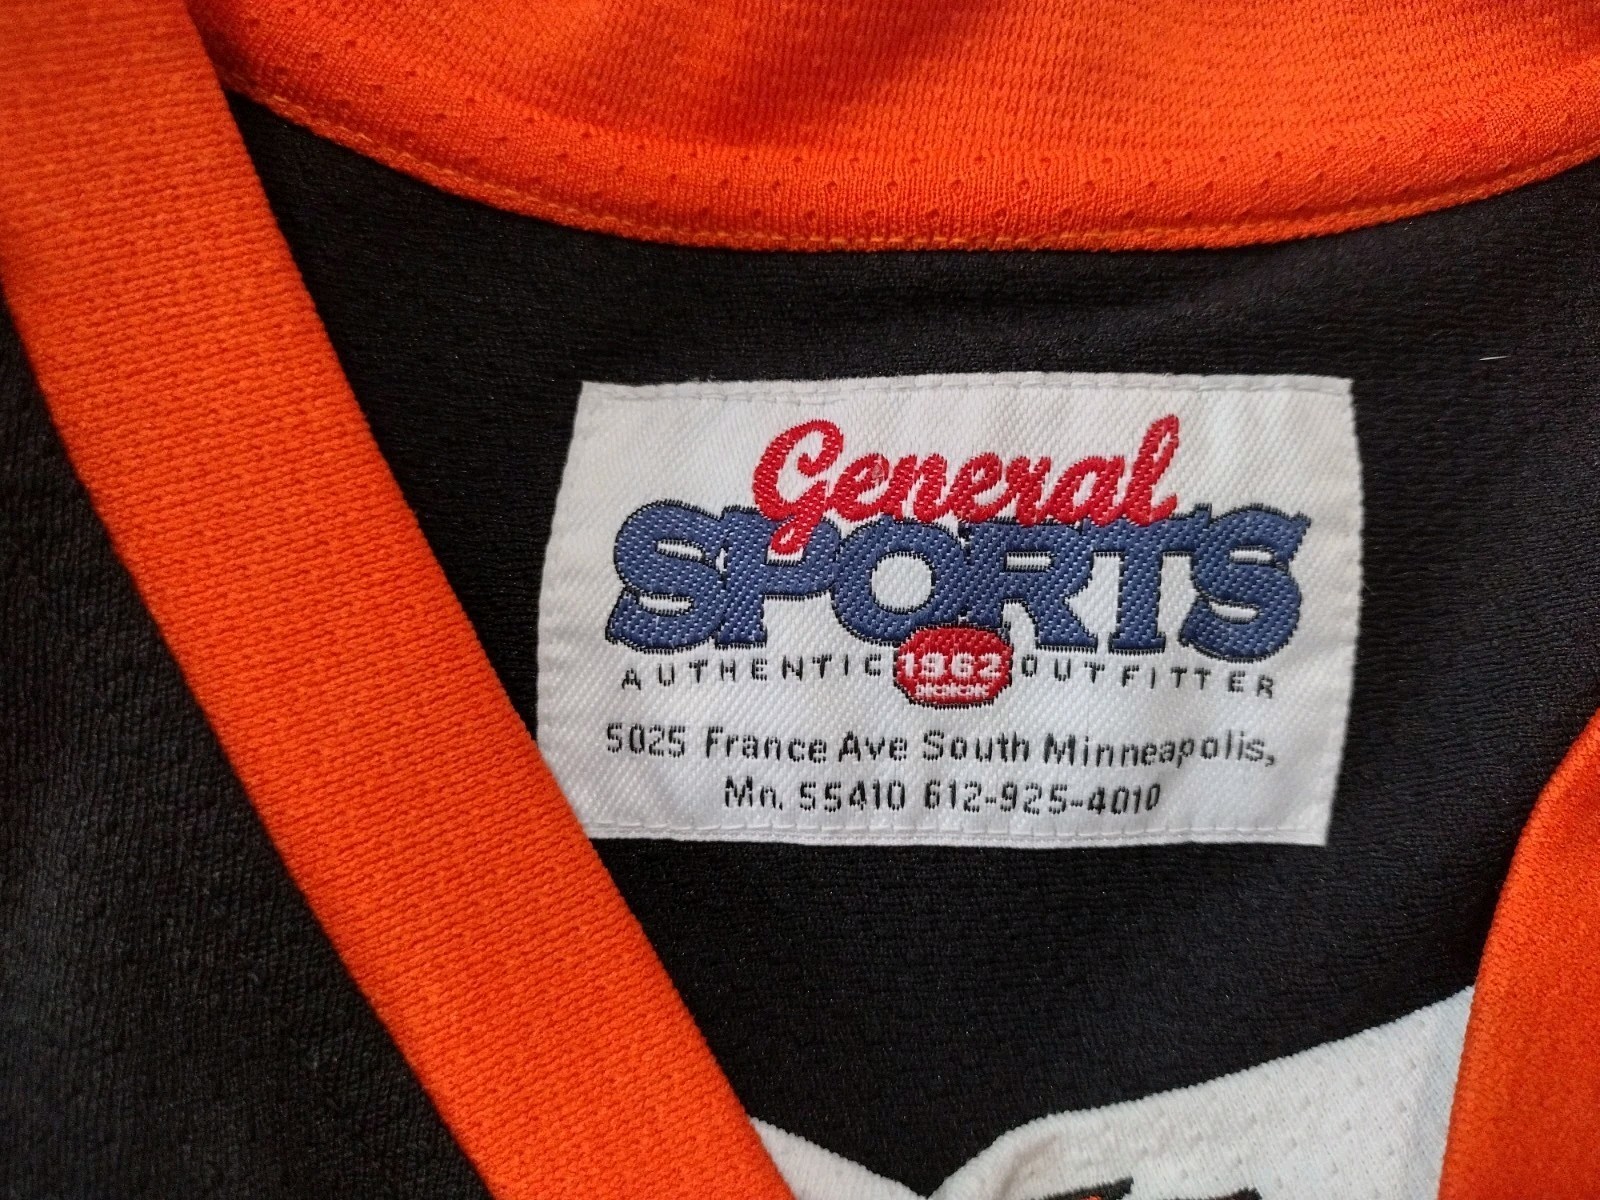 General
SPORTS
AUTHENTIC 1962 OUTFITTER
5025 France Ave South Minneapolis,
Mn. 55410 612-925-4010